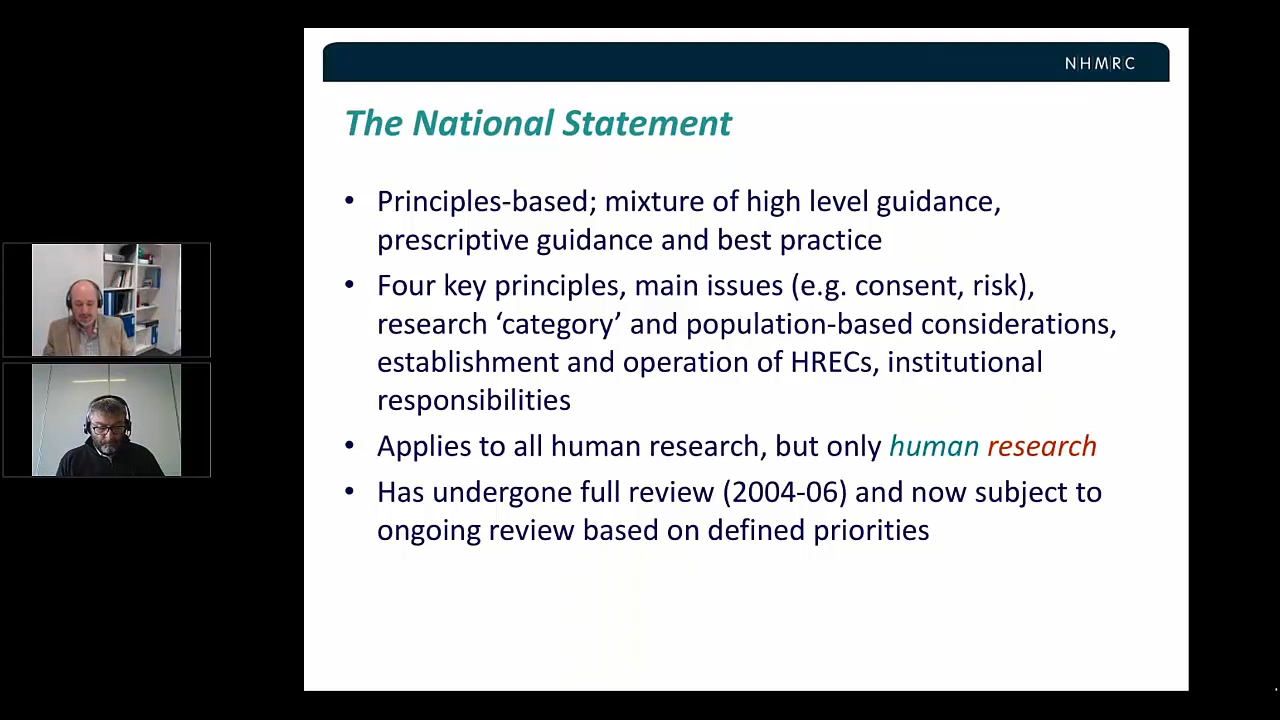 NHMRC
The National Statement
• Principles-based; mixture of high level guidance,
prescriptive guidance and best practice
• Four key principles, main issues (e.g. consent, risk),
research ‘category’ and population-based considerations,
establishment and operation of HRECs, institutional
responsibilities
• Applies to all human research, but only human research
• Has undergone full review (2004-06) and now subject to
ongoing review based on defined priorities